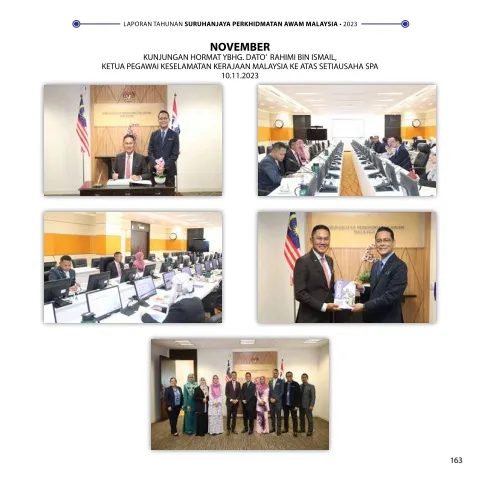 LAPORAN TAHUNAN SURUHANJAYA PERKHIDMATAN AWAM MALAYSIA • 2023
NOVEMBER
KUNJUNGAN HORMAT YBHG. DATO' RAHIMI BIN ISMAIL,
KETUA PEGAWAI KESELAMATAN KERAJAAN MALAYSIA KE ATAS SETIAUSAHA SPA
10.11.2023
163